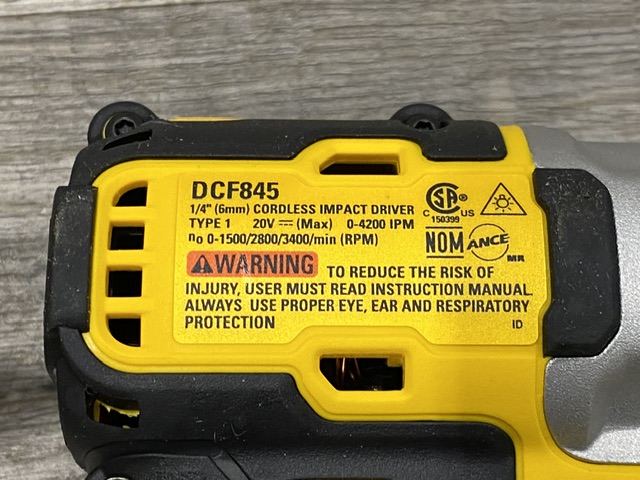 DCF845
1/4" (6mm) CORDLESS IMPACT DRIVER
TYPE 1 20V ⎓ (Max) 0-4200 IPM
no 0-1500/2800/3400/min (RPM)
C SA US
150399
NOM ANCE MR
⚠WARNING TO REDUCE THE RISK OF
INJURY, USER MUST READ INSTRUCTION MANUAL.
ALWAYS USE PROPER EYE, EAR AND RESPIRATORY
PROTECTION
ID